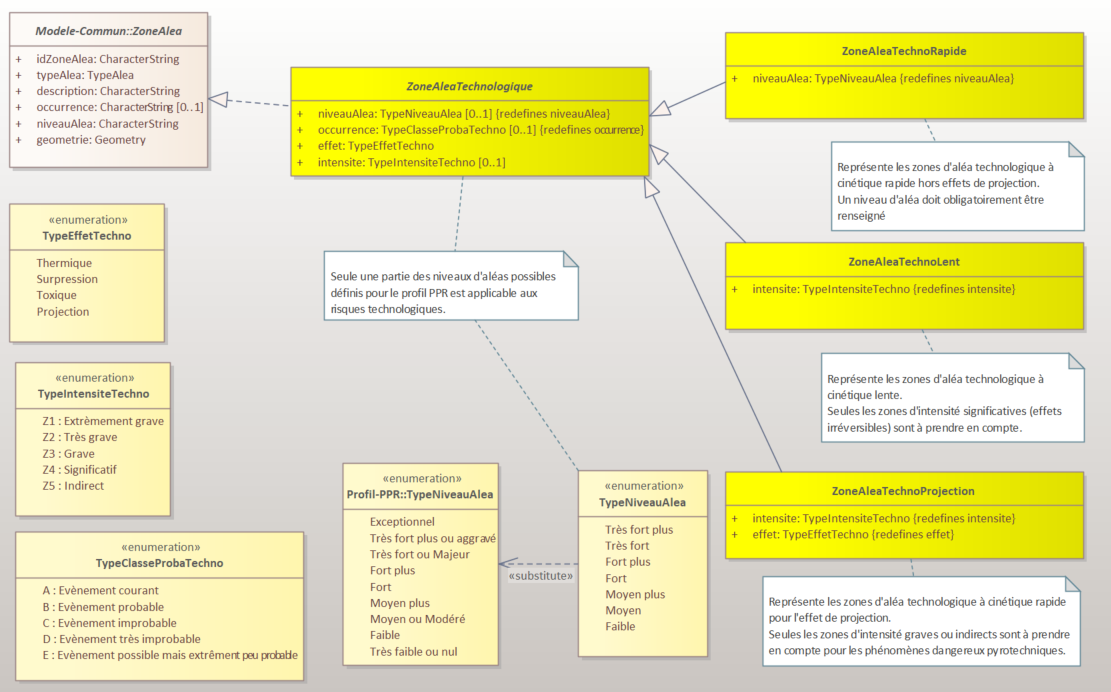 Modele-Commun::ZoneAlea
+ idZoneAlea: CharacterString
+ typeAlea: TypeAlea
+ description: CharacterString
+ occurrence: CharacterString [0..1]
+ niveauAlea: CharacterString
+ geometrie: Geometry
ZoneAleaTechnologique
+ niveauAlea: TypeNiveauAlea [0..1] {redefines niveauAlea}
+ occurrence: TypeClasseProbaTechno [0..1] {redefines occurrence}
+ effet: TypeEffetTechno
+ intensite: TypeIntensiteTechno [0..1]
ZoneAleaTechnoRapide
+ niveauAlea: TypeNiveauAlea {redefines niveauAlea}
Représente les zones d'aléa technologique à
cinétique rapide hors effets de projection.
Un niveau d'aléa doit obligatoirement être
renseigné
«enumeration»
TypeEffetTechno
Thermique
Surpression
Toxique
Projection
Seule une partie des niveaux d'aléas possibles
définis pour le profil PPR est applicable aux
risques technologiques.
ZoneAleaTechnoLent
+ intensite: TypeIntensiteTechno {redefines intensite}
Représente les zones d'aléa technologique à
cinétique lente.
Seules les zones d'intensité significatives (effets
irréversibles) sont à prendre en compte.
«enumeration»
TypeIntensiteTechno
Z1 : Extrèmement grave
Z2 : Très grave
Z3 : Grave
Z4 : Significatif
Z5 : Indirect
«enumeration»
Profil-PPR::TypeNiveauAlea
Exceptionnel
Très fort plus ou aggravé
Très fort ou Majeur
Fort plus
Fort
Moyen plus
Moyen ou Modéré
Faible
Très faible ou nul
«substitute»
«enumeration»
TypeNiveauAlea
Très fort plus
Très fort
Fort plus
Fort
Moyen plus
Moyen
Faible
ZoneAleaTechnoProjection
+ intensite: TypeIntensiteTechno {redefines intensite}
+ effet: TypeEffetTechno {redefines effet}
Représente les zones d'aléa technologique à cinétique rapide
pour l'effet de projection.
Seules les zones d'intensité graves ou indirects sont à prendre
en compte pour les phénomènes dangereux pyrotechniques.
«enumeration»
TypeClasseProbaTechno
A : Evènement courant
B : Evènement probable
C : Evènement improbable
D : Evènement très improbable
E : Evènement possible mais extrêment peu probable